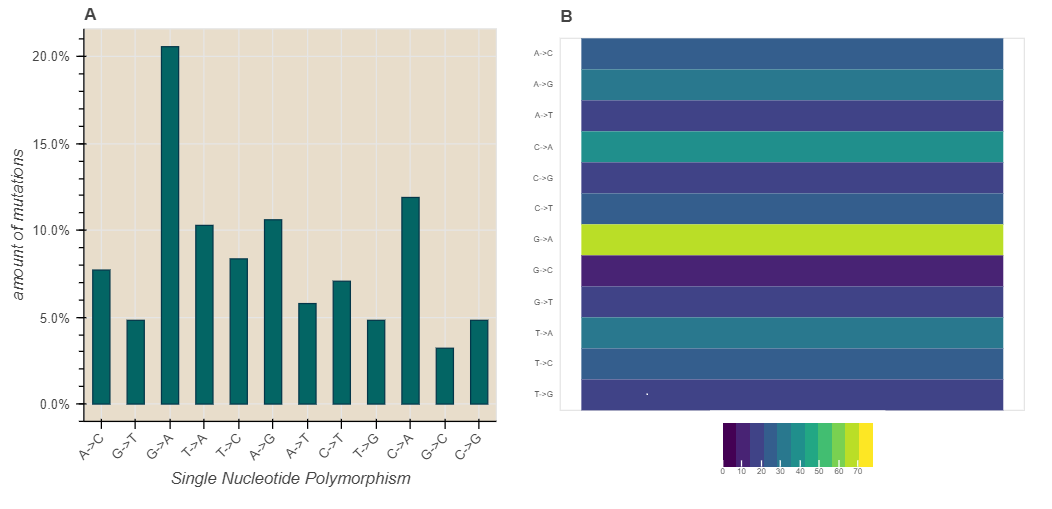 A
20.0%
15.0%
10.0%
5.0%
0.0%
amount of mutations
A->C
G->T
G->A
T->A
T->C
A->G
A->T
C->T
T->G
C->A
G->C
C->G
Single Nucleotide Polymorphism
B
A->C
A->G
A->T
C->A
C->G
C->T
G->A
G->C
G->T
T->A
T->C
T->G
0 10 20 30 40 50 60 70